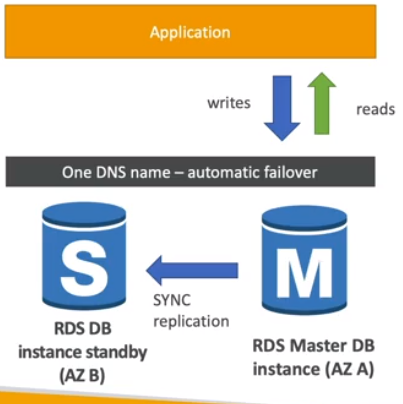 Application
writes
reads
One DNS name – automatic failover
S
M
SYNC
replication
RDS DB
instance standby
(AZ B)
RDS Master DB
instance (AZ A)